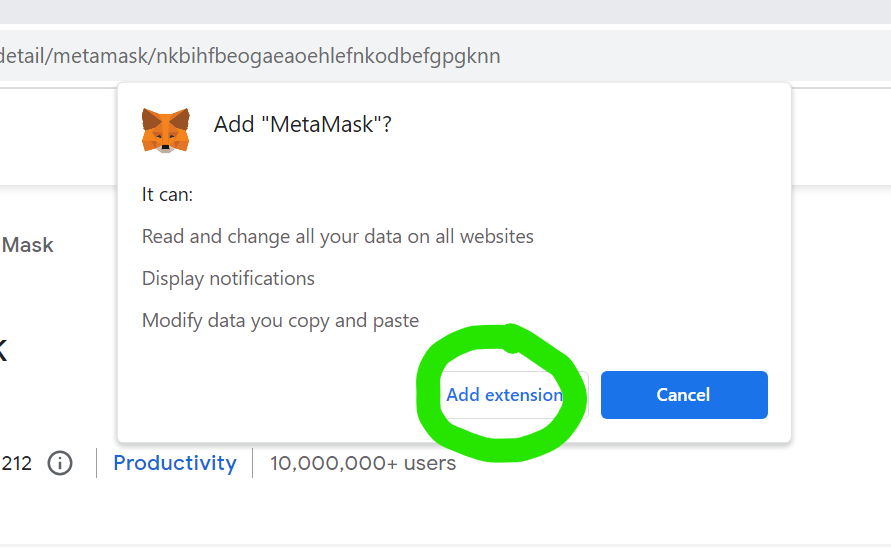 detail/metamask/nkbihfbeogaeaoehlefnkodbefgpgknn
Add "MetaMask"?
It can:
Read and change all your data on all websites
Display notifications
Modify data you copy and paste
Add extension
Cancel
Mask
k
212
Productivity
10,000,000+ users